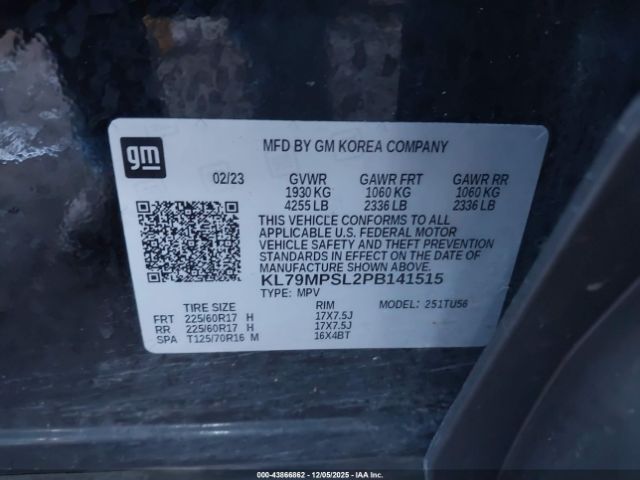 gm
MFD BY GM KOREA COMPANY
02/23 GVWR GAWR FRT GAWR RR
1930 KG 1060 KG 1060 KG
4255 LB 2336 LB 2336 LB
THIS VEHICLE CONFORMS TO ALL
APPLICABLE U.S. FEDERAL MOTOR
VEHICLE SAFETY AND THEFT PREVENTION
STANDARDS IN EFFECT ON THE DATE OF
MANUFACTURE SHOWN ABOVE.
KL79MPSL2PB141515
TYPE: MPV MODEL: 251TU56
TIRE SIZE RIM
FRT 225/60R17 H 17X7.5J
RR 225/60R17 H 17X7.5J
SPA T125/70R16 M 16X4BT
© - 43866862 - 12/05/2025 - IAA Inc.